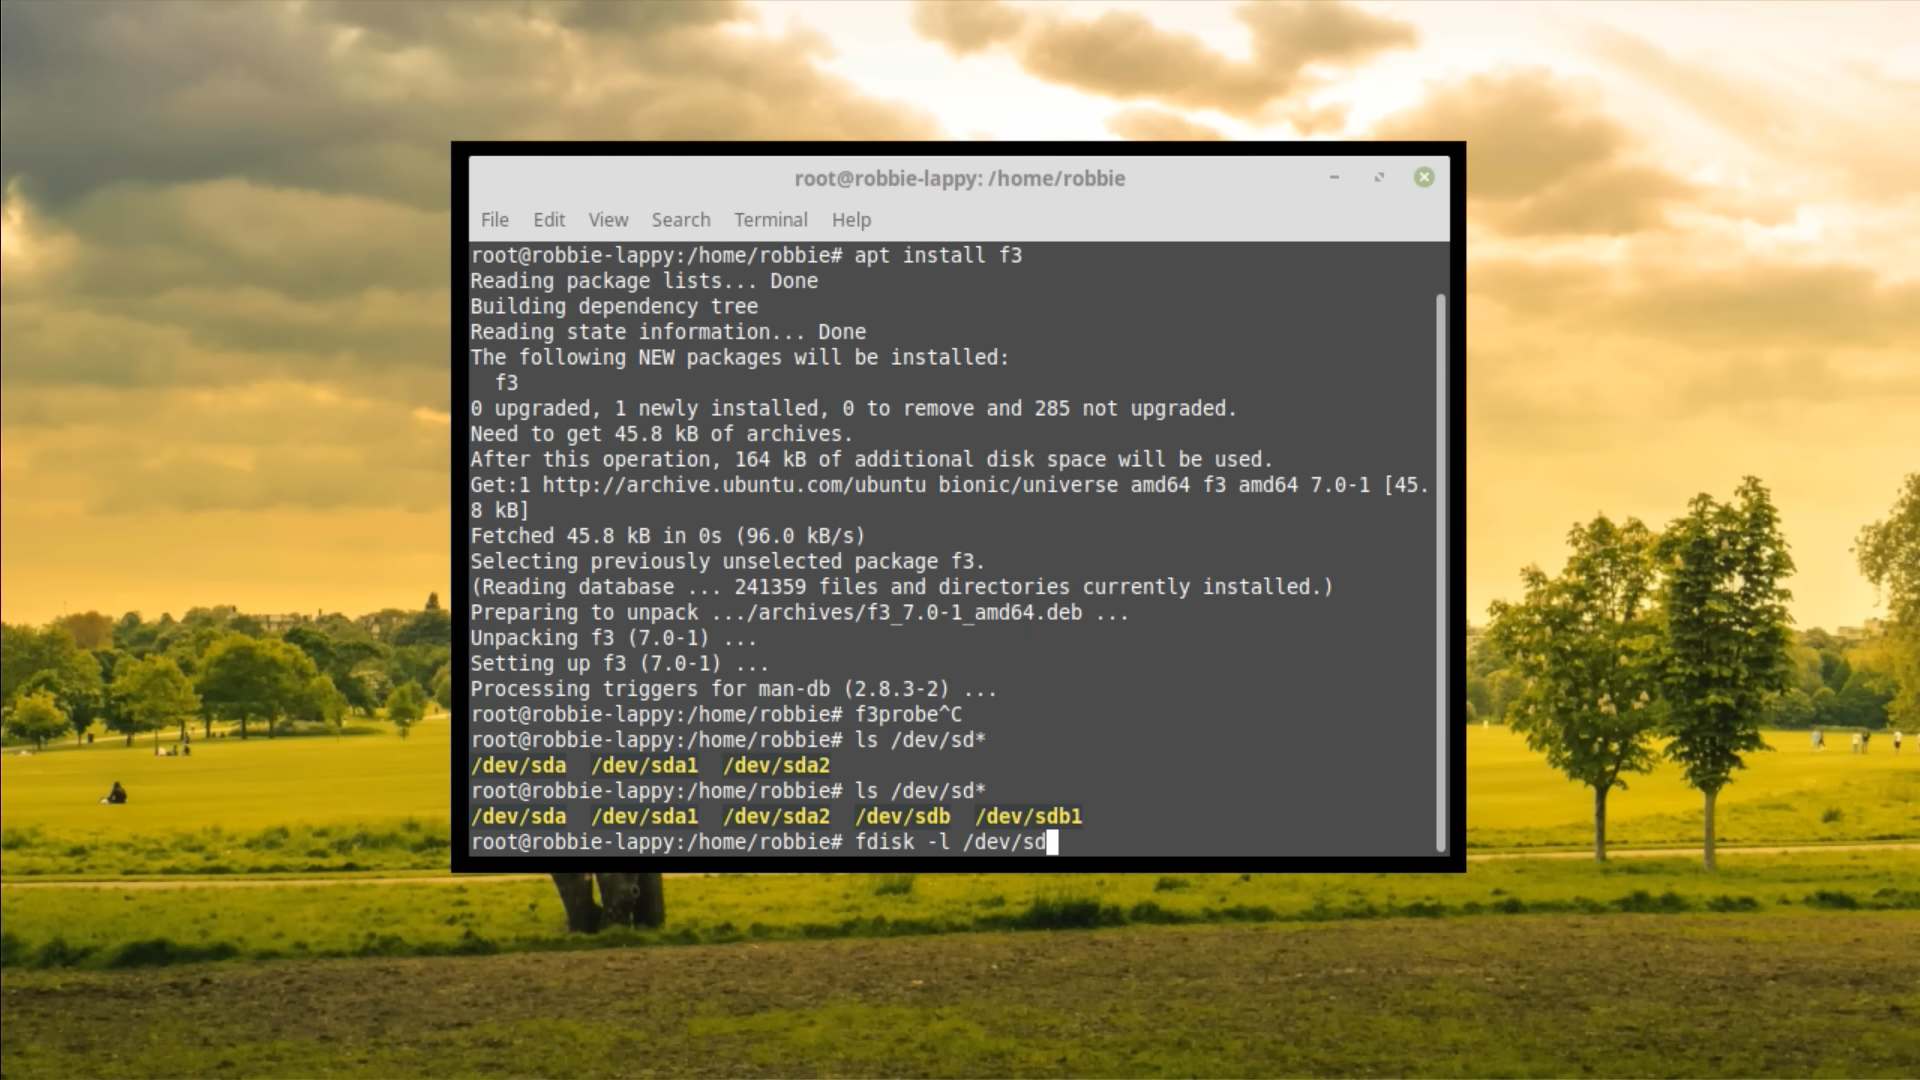 root@robbie-lappy: /home/robbie
File Edit View Search Terminal Help
root@robbie-lappy:/home/robbie# apt install f3
Reading package lists... Done
Building dependency tree
Reading state information... Done
The following NEW packages will be installed:
  f3
0 upgraded, 1 newly installed, 0 to remove and 285 not upgraded.
Need to get 45.8 kB of archives.
After this operation, 164 kB of additional disk space will be used.
Get:1 http://archive.ubuntu.com/ubuntu bionic/universe amd64 f3 amd64 7.0-1 [45.
8 kB]
Fetched 45.8 kB in 0s (96.0 kB/s)
Selecting previously unselected package f3.
(Reading database ... 241359 files and directories currently installed.)
Preparing to unpack .../archives/f3_7.0-1_amd64.deb ...
Unpacking f3 (7.0-1) ...
Setting up f3 (7.0-1) ...
Processing triggers for man-db (2.8.3-2) ...
root@robbie-lappy:/home/robbie# f3probe^C
root@robbie-lappy:/home/robbie# ls /dev/sd*
/dev/sda  /dev/sda1  /dev/sda2
root@robbie-lappy:/home/robbie# ls /dev/sd*
/dev/sda  /dev/sda1  /dev/sda2  /dev/sdb  /dev/sdb1
root@robbie-lappy:/home/robbie# fdisk -l /dev/sd